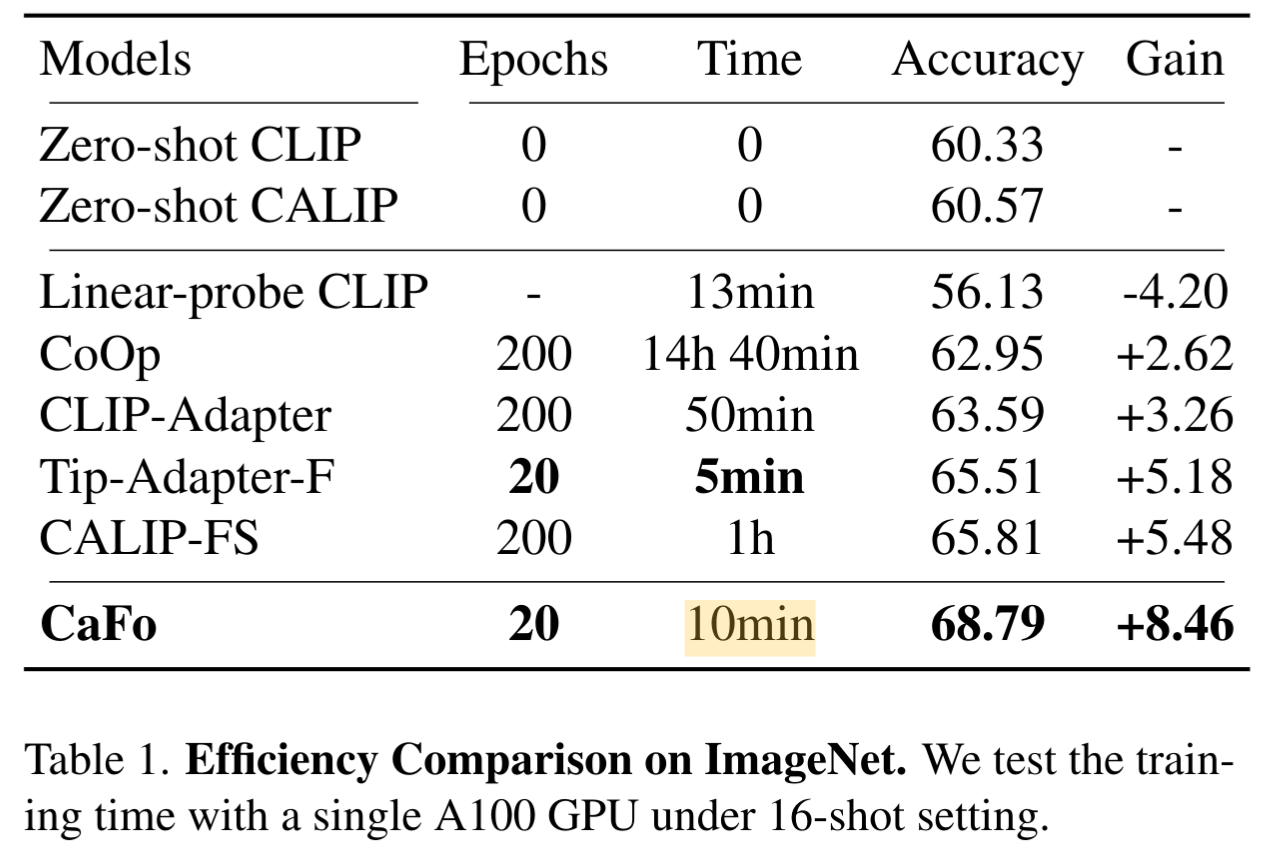 Models Epochs Time Accuracy Gain
Zero-shot CLIP 0 0 60.33 -
Zero-shot CALIP 0 0 60.57 -
Linear-probe CLIP - 13min 56.13 -4.20
CoOp 200 14h 40min 62.95 +2.62
CLIP-Adapter 200 50min 63.59 +3.26
Tip-Adapter-F 20 5min 65.51 +5.18
CALIP-FS 200 1h 65.81 +5.48
CaFo 20 10min 68.79 +8.46
Table 1. Efficiency Comparison on ImageNet. We test the train-
ing time with a single A100 GPU under 16-shot setting.